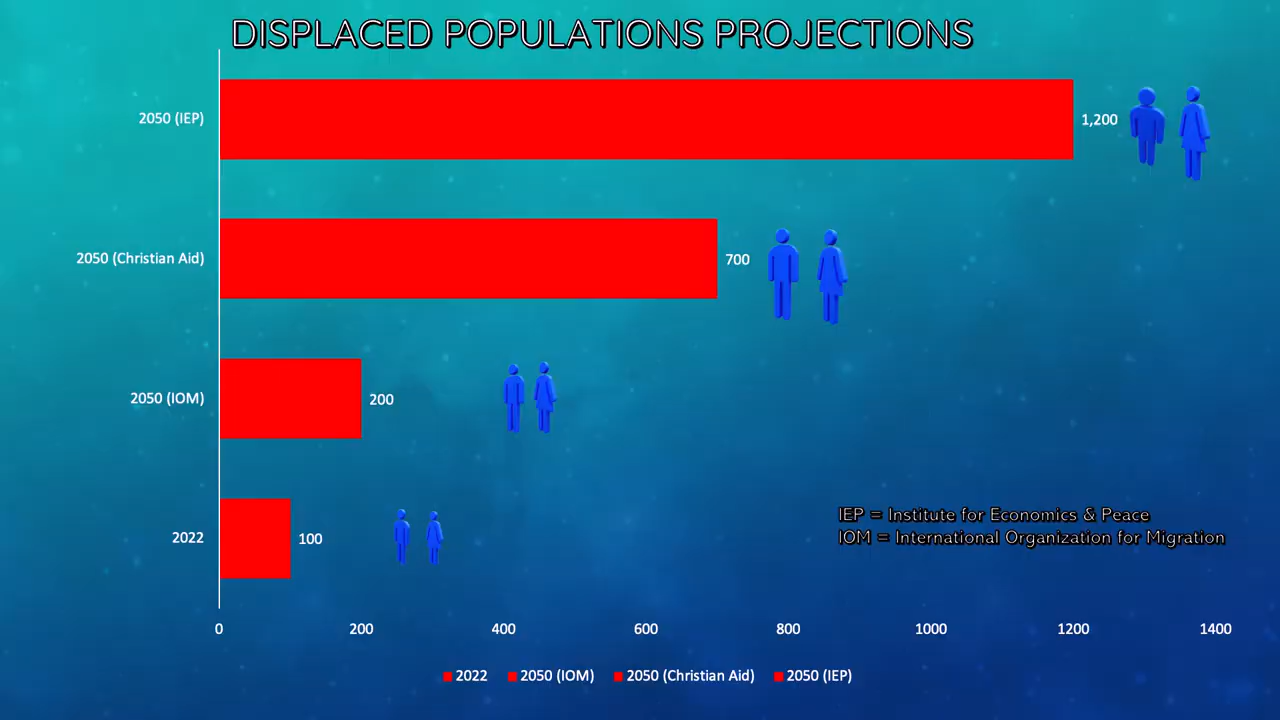 DISPLACED POPULATIONS PROJECTIONS
2050 (IEP)
1,200
2050 (Christian Aid)
700
2050 (IOM)
200
2022
100
IEP = Institute for Economics & Peace
IOM = International Organization for Migration
0 200 400 600 800 1000 1200 1400
2022 2050 (IOM) 2050 (Christian Aid) 2050 (IEP)